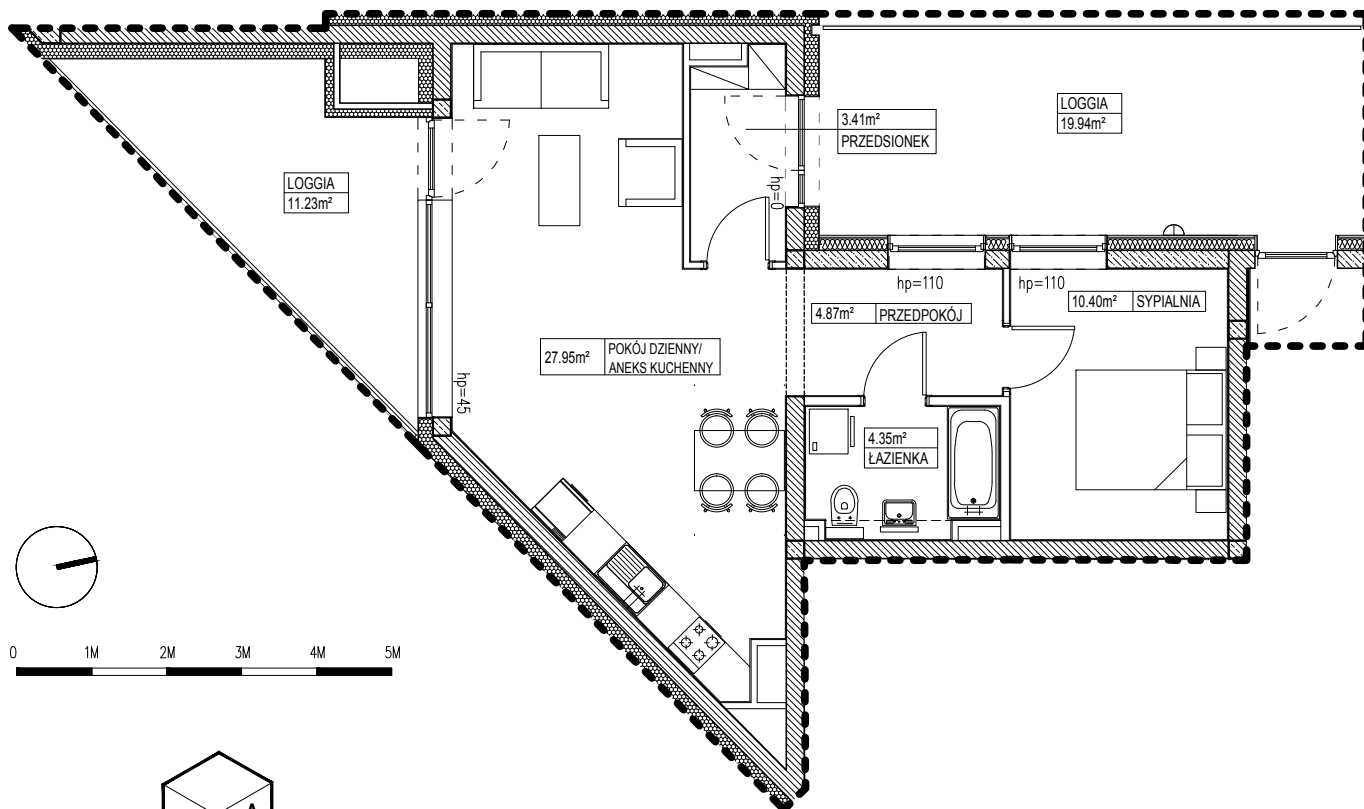 LOGGIA
19.94m²
3.41m²
PRZEDSIONEK
LOGGIA
11.23m²
hp=0
hp=110
hp=110
4.87m² PRZEDPOKÓJ
10.40m² SYPIALNIA
27.95m² POKÓJ DZIENNY/
ANEKS KUCHENNY
hp=45
4.35m²
ŁAZIENKA
0 1M 2M 3M 4M 5M